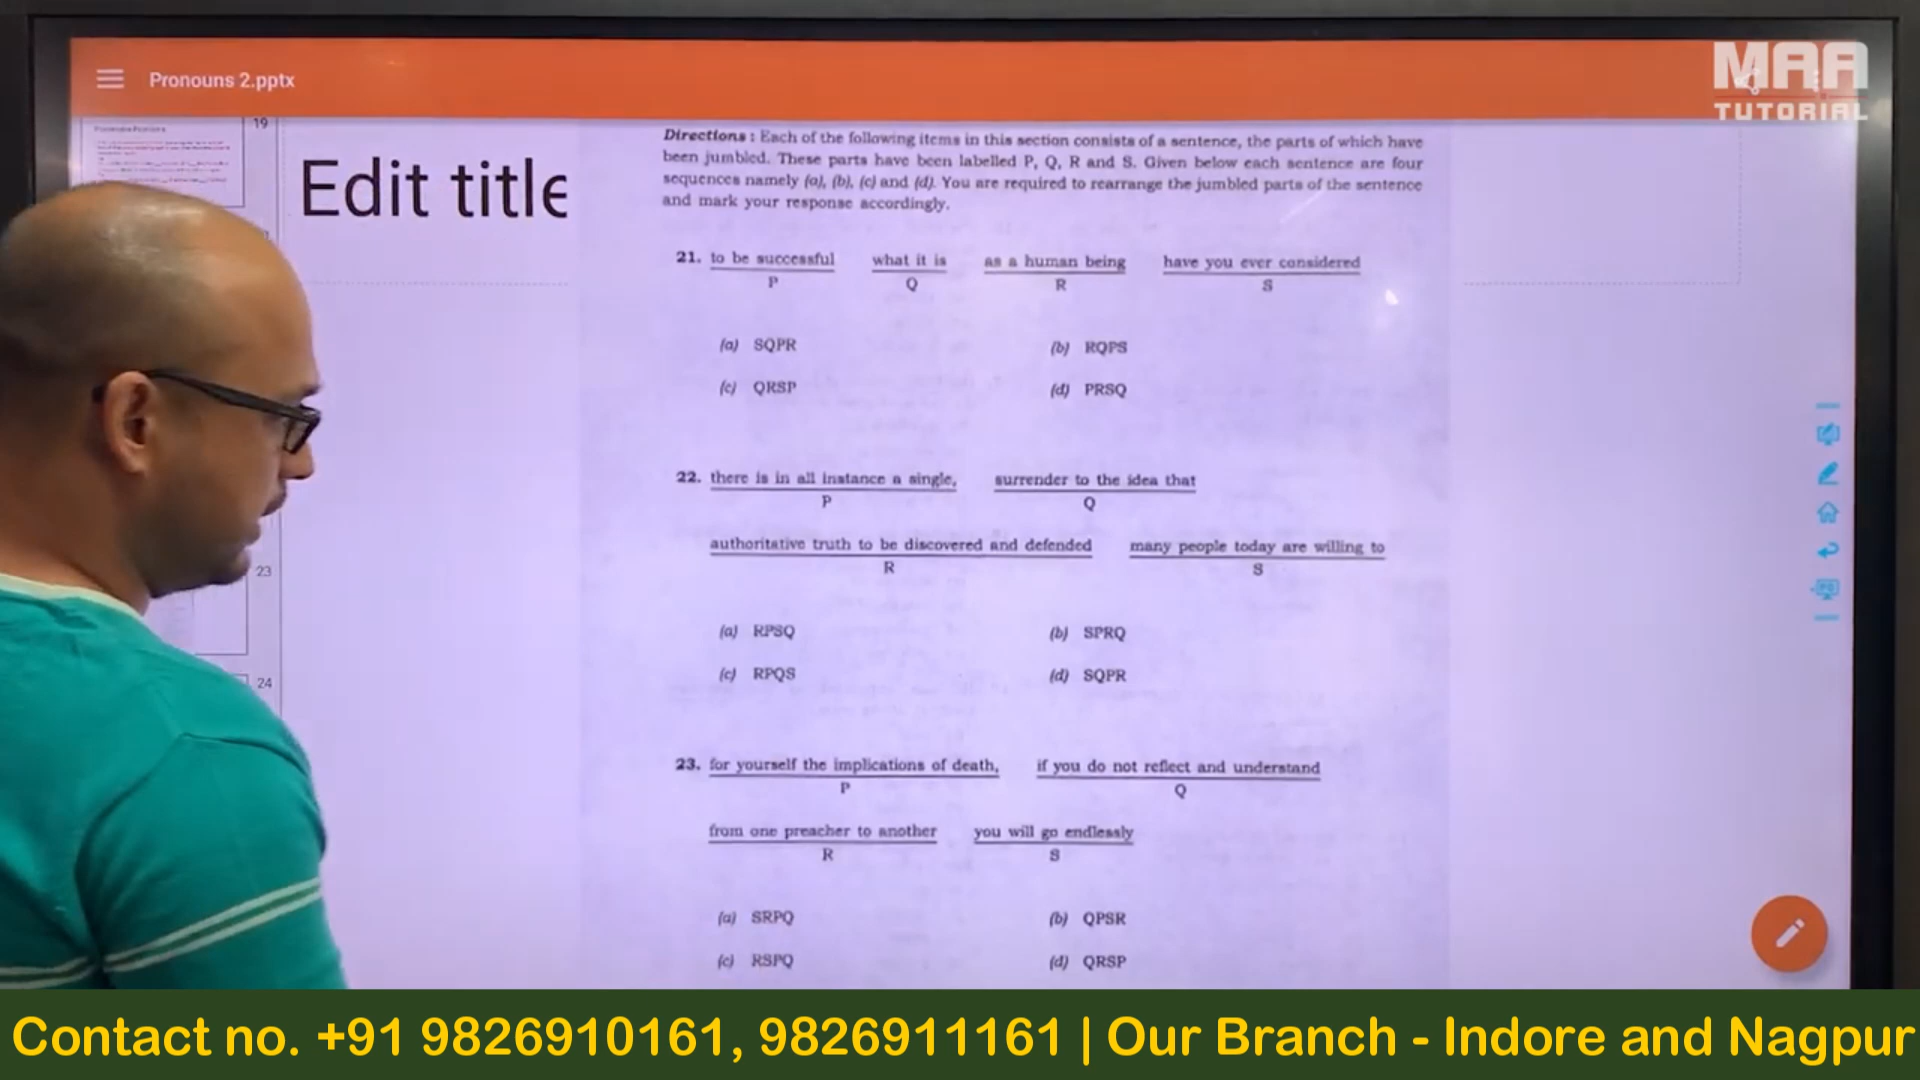 MAA
TUTORIAL
Pronouns 2.pptx
19
Edit title
Directions : Each of the following items in this section consists of a sentence, the parts of which have
been jumbled. These parts have been labelled P, Q, R and S. Given below each sentence are four
sequences namely (a), (b), (c) and (d). You are required to rearrange the jumbled parts of the sentence
and mark your response accordingly.
21. to be successful what it is as a human being have you ever considered
P Q R S
(a) SQPR (b) RQPS
(c) QRSP (d) PRSQ
22. there is in all instance a single, surrender to the idea that
P Q
authoritative truth to be discovered and defended many people today are willing to
R S
23
(a) RPSQ (b) SPRQ
(c) RPQS (d) SQPR
24
23. for yourself the implications of death, if you do not reflect and understand
P Q
from one preacher to another you will go endlessly
R S
(a) SRPQ (b) QPSR
(c) RSPQ (d) QRSP
Contact no. +91 9826910161, 9826911161 | Our Branch - Indore and Nagpur